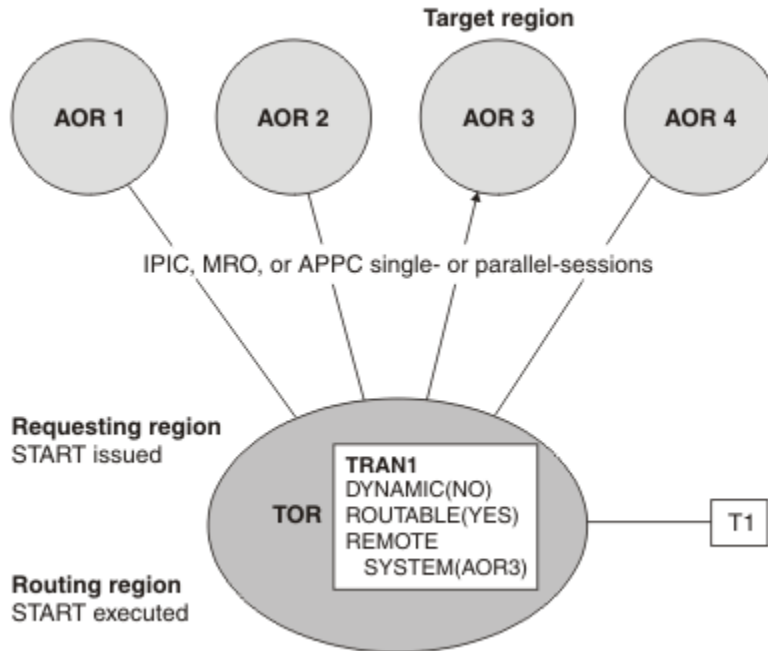 Target region
AOR 1
AOR 2
AOR 3
AOR 4
IPIC, MRO, or APPC single- or parallel-sessions
Requesting region
START issued
TRAN1
DYNAMIC(NO)
TOR
ROUTABLE(YES)
REMOTE
SYSTEM(AOR3)
T1
Routing region
START executed